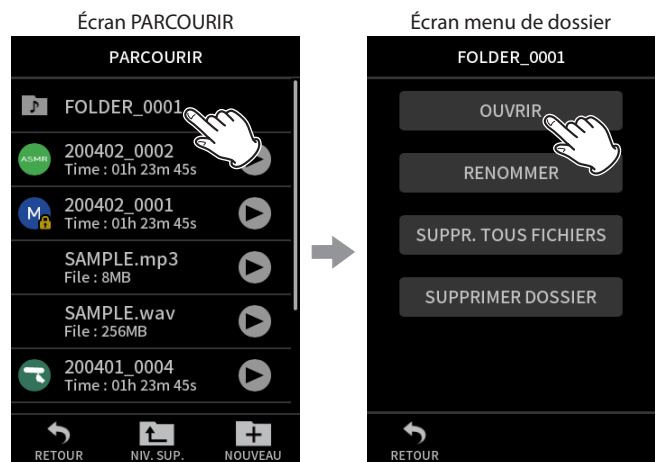 Écran PARCOURIR
PARCOURIR
FOLDER_0001
ASMR
200402_0002
Time : 01h 23m 45s
M
200402_0001
Time : 01h 23m 45s
SAMPLE.mp3
File : 8MB
SAMPLE.wav
File : 256MB
200401_0004
Time : 01h 23m 45s
RETOUR
NIV. SUP.
NOUVEAU
Écran menu de dossier
FOLDER_0001
OUVRIR
RENOMMER
SUPPR. TOUS FICHIERS
SUPPRIMER DOSSIER
RETOUR